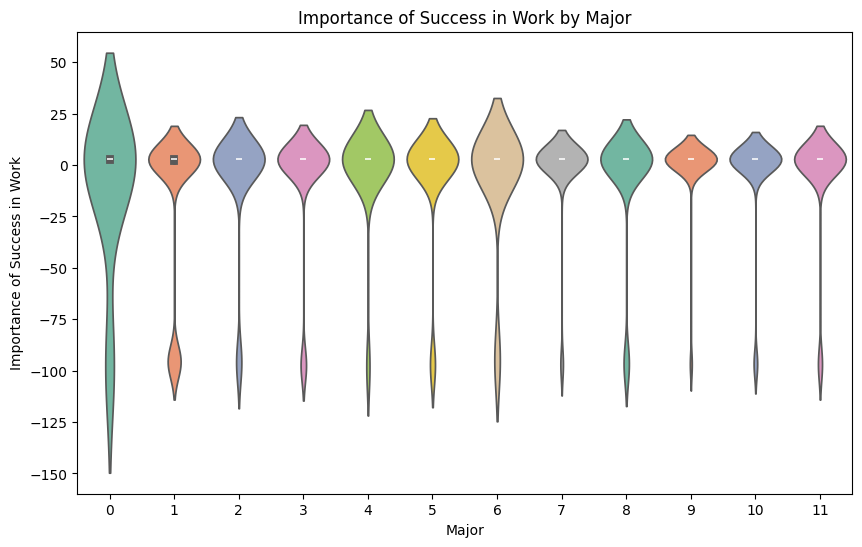 Importance of Success in Work by Major
Importance of Success in Work
50
25
0
−25
−50
−75
−100
−125
−150
0 1 2 3 4 5 6 7 8 9 10 11
Major